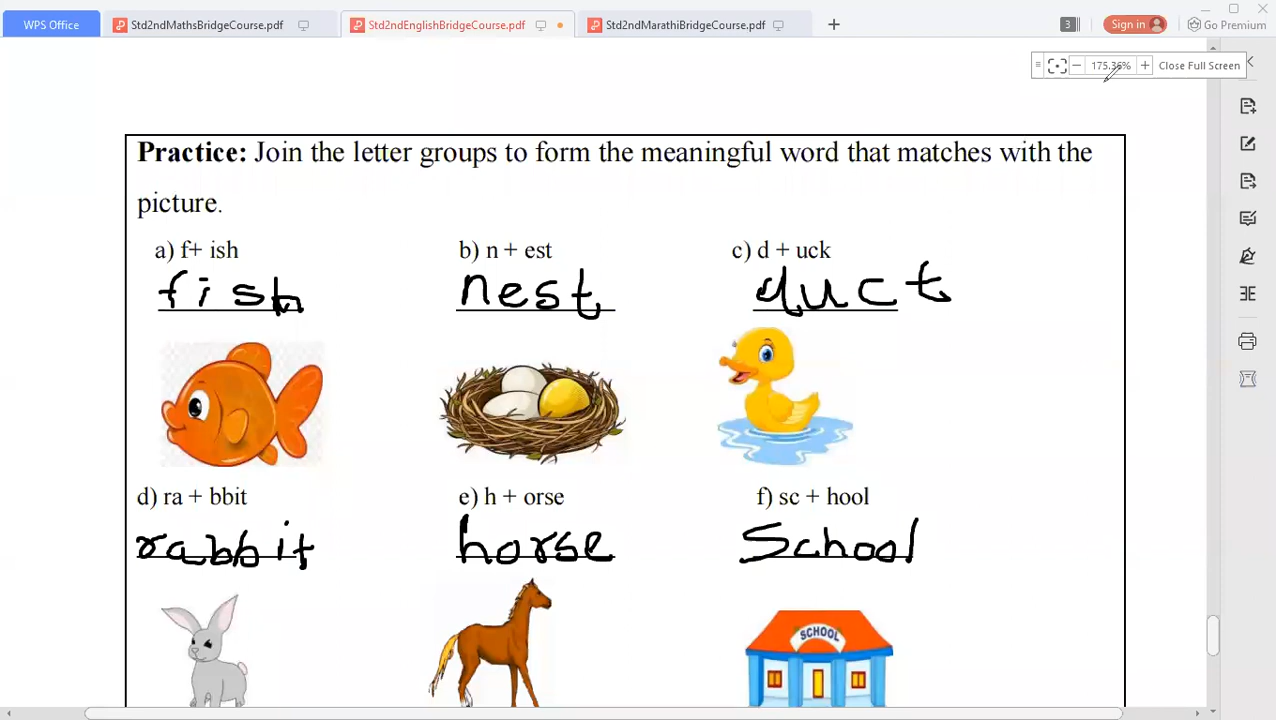 WPS Office Std2ndMathsBridgeCourse.pdf Std2ndEnglishBridgeCourse.pdf Std2ndMarathiBridgeCourse.pdf + 3 Sign in Go Premium
175.36% Close Full Screen
Practice: Join the letter groups to form the meaningful word that matches with the
picture.
a) f+ ish b) n + est c) d + uck
fish nest duct
d) ra + bbit e) h + orse f) sc + hool
rabbit horse School
SCHOOL